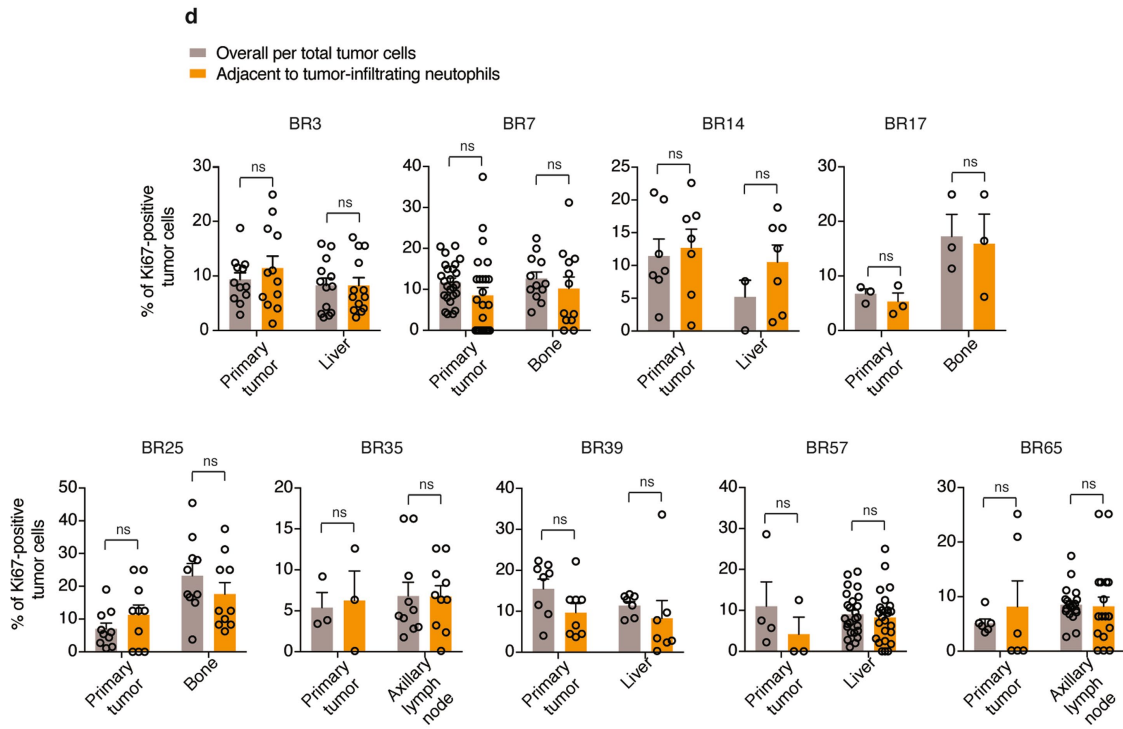 d
Overall per total tumor cells
Adjacent to tumor-infiltrating neutophils
BR3
BR7
BR14
BR17
% of Ki67-positive
tumor cells
30
20
10
0
ns
ns
Primary
tumor
Liver
40
30
20
10
0
ns
ns
Primary
tumor
Bone
25
20
15
10
5
0
ns
ns
Primary
tumor
Liver
30
20
10
0
ns
ns
Primary
tumor
Bone
BR25
BR35
BR39
BR57
BR65
% of Ki67-positive
tumor cells
50
40
30
20
10
0
ns
ns
Primary
tumor
Bone
20
15
10
5
0
ns
ns
Primary
tumor
Axillary
lymph
node
40
30
20
10
0
ns
ns
Primary
tumor
Liver
40
30
20
10
0
ns
ns
Primary
tumor
Liver
30
20
10
0
ns
ns
Primary
tumor
Axillary
lymph
node